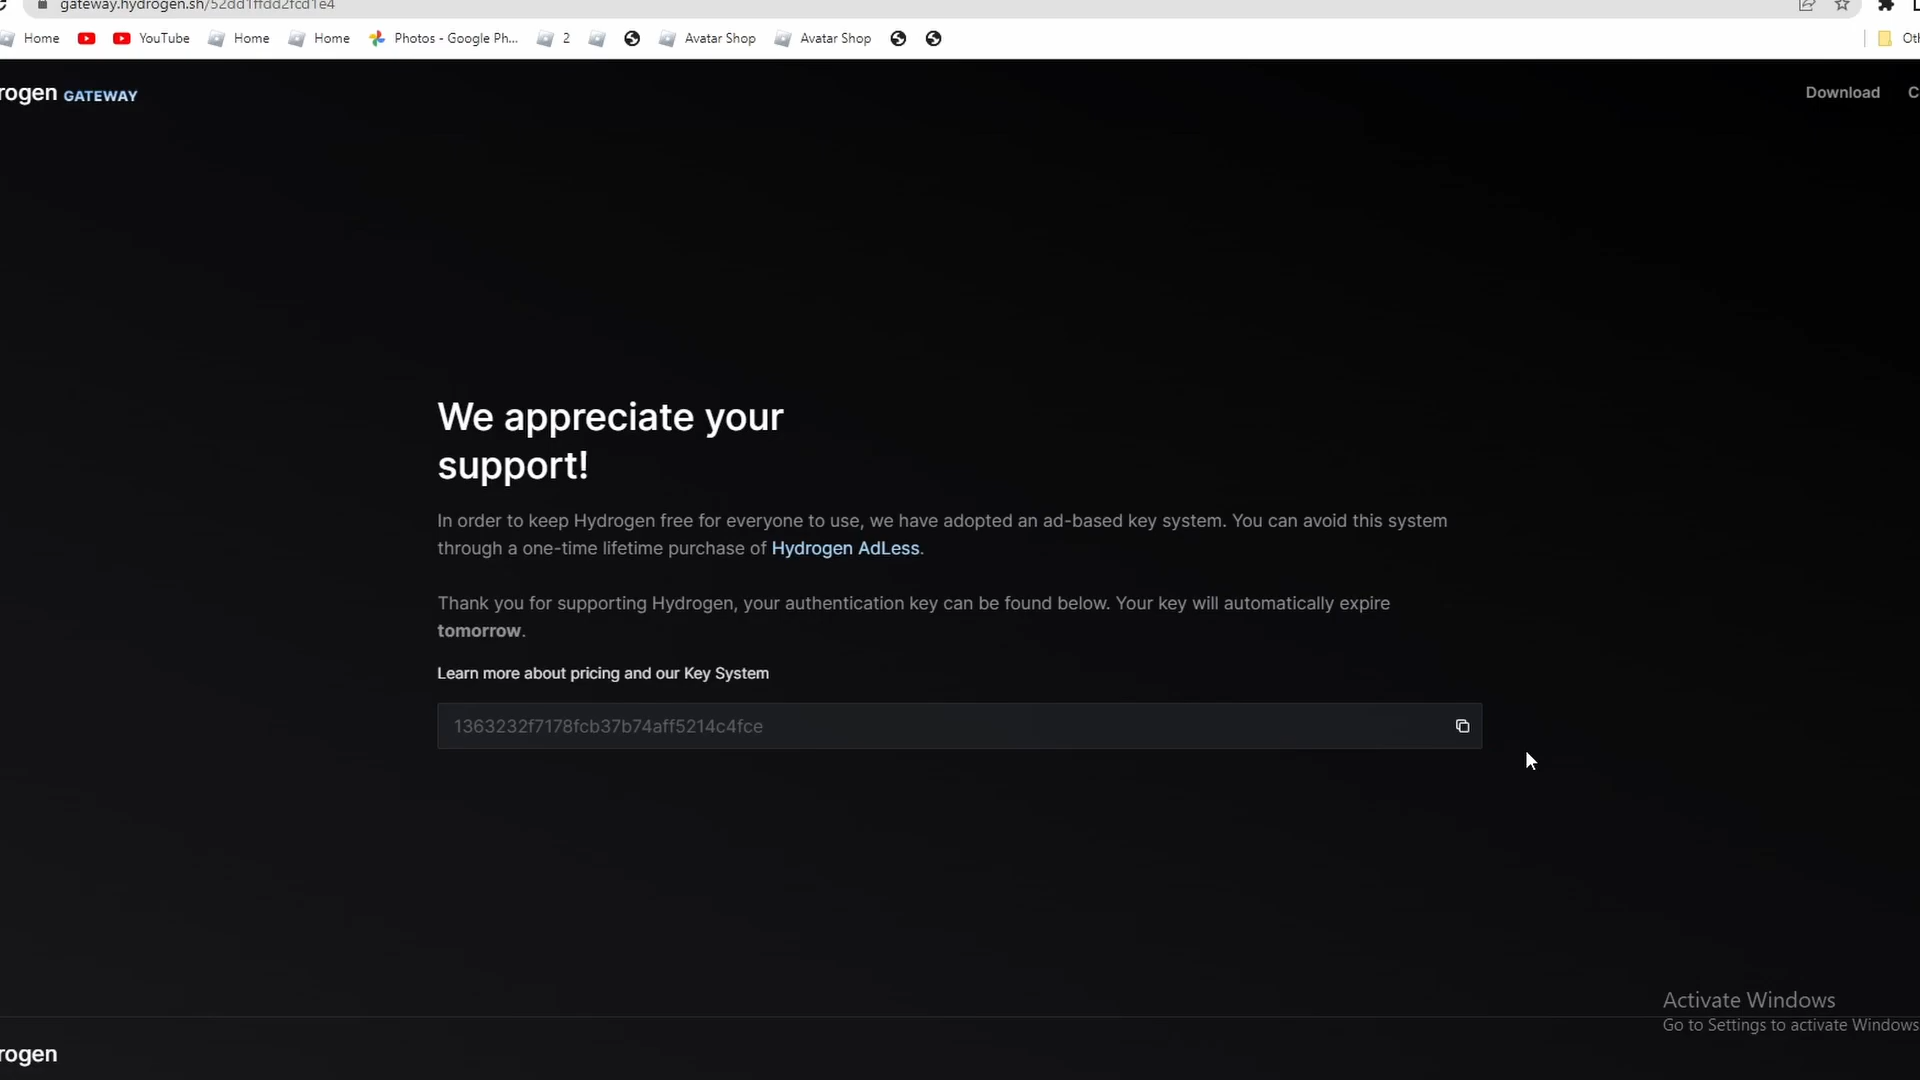 gateway.hydrogen.sh/52dd1ffdd2fcd1e4
Home YouTube Home Home Photos - Google Ph... 2 Avatar Shop Avatar Shop Oth
rogen GATEWAY Download C
We appreciate your
support!
In order to keep Hydrogen free for everyone to use, we have adopted an ad-based key system. You can avoid this system
through a one-time lifetime purchase of Hydrogen AdLess.
Thank you for supporting Hydrogen, your authentication key can be found below. Your key will automatically expire
tomorrow.
Learn more about pricing and our Key System
1363232f7178fcb37b74aff5214c4fce
Activate Windows
Go to Settings to activate Windows
rogen